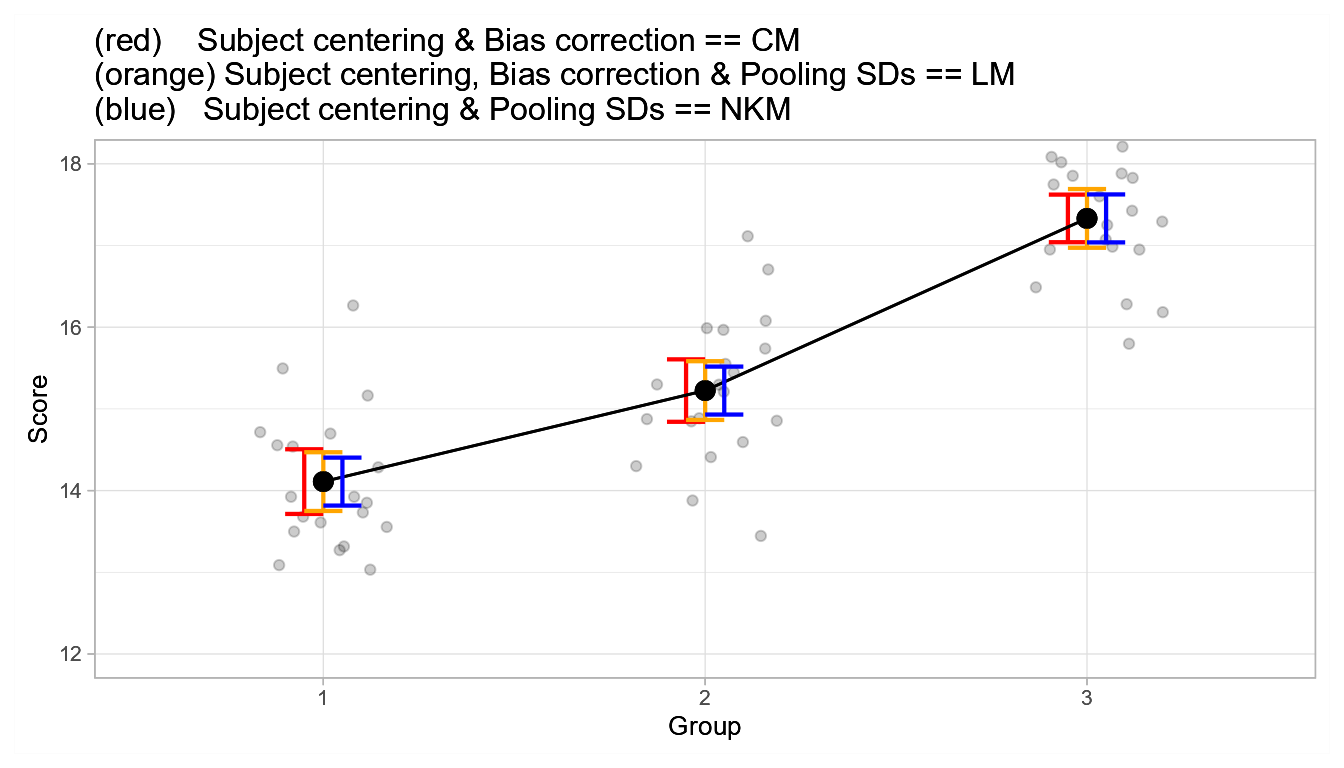 (red)    Subject centering & Bias correction == CM
(orange) Subject centering, Bias correction & Pooling SDs == LM
(blue)   Subject centering & Pooling SDs == NKM
18
16
14
12
Score
1 2 3
Group